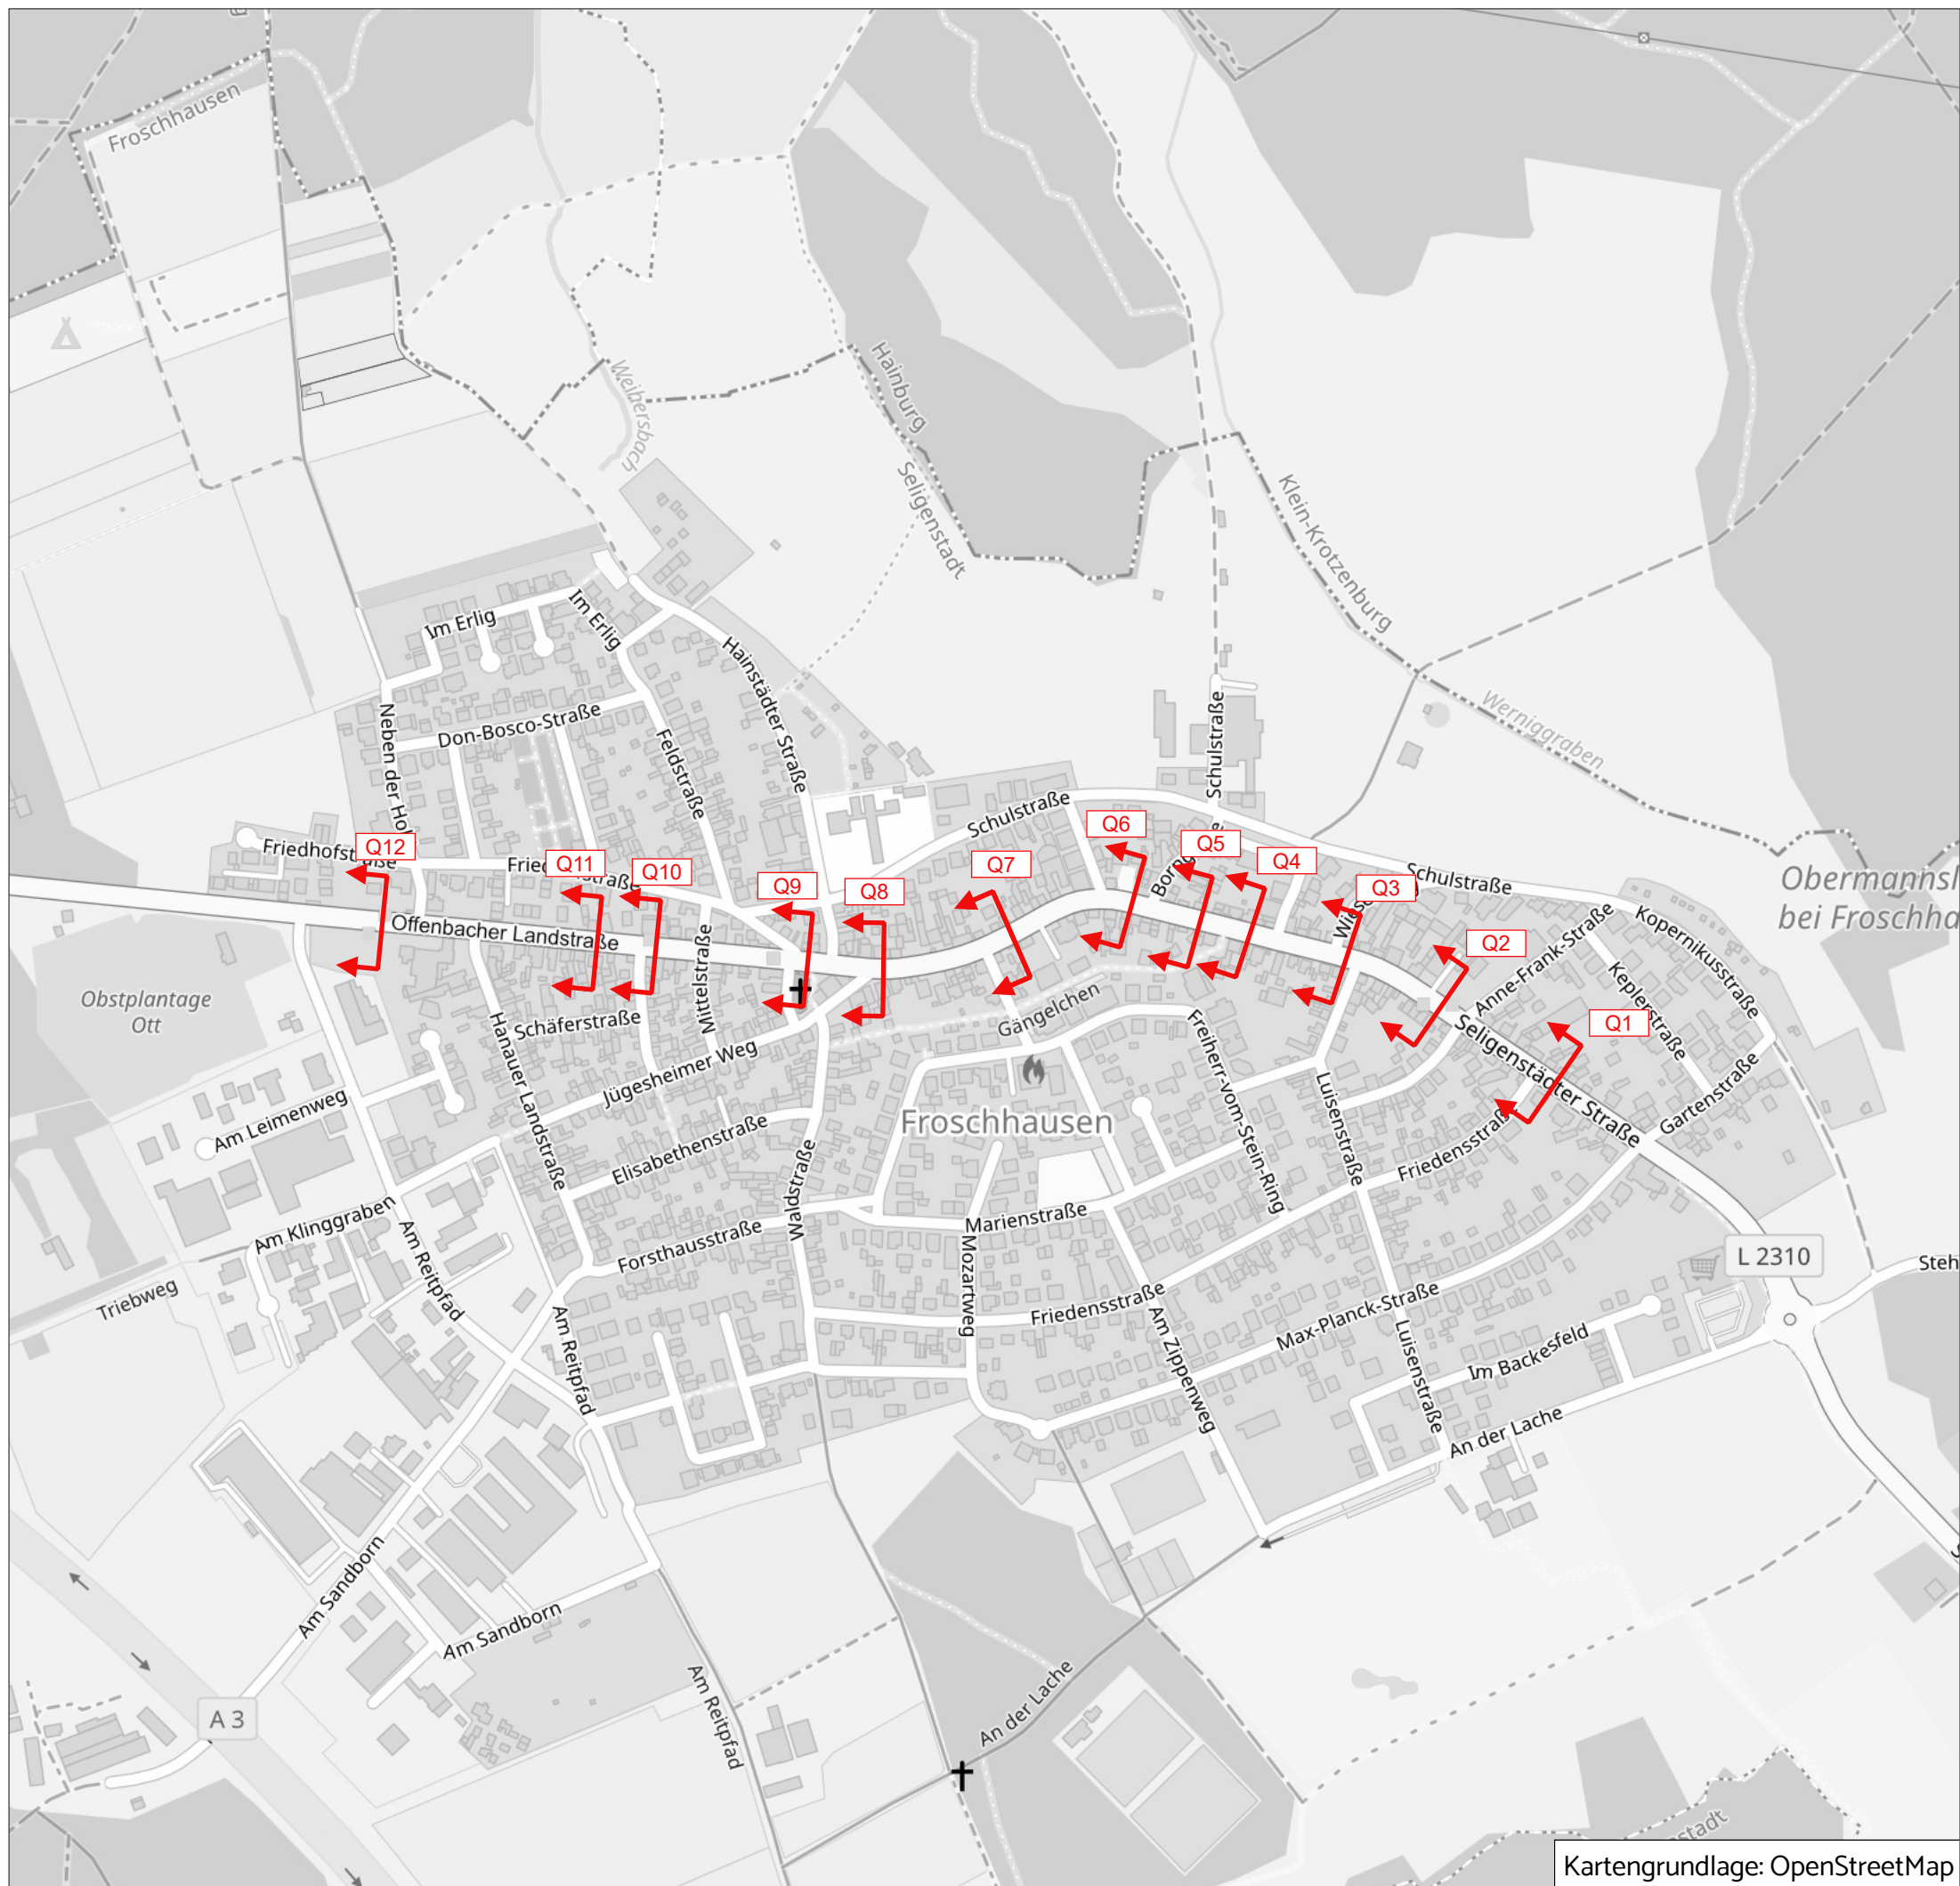 Froschhausen
Hainburg
Seligenstadt
Weibersbach
Klein-Krotzenburg
Werniggraben
Im Erlig
Im Erlig
Hainstädter Straße
Neben der
Don-Bosco-Straße
Feldstraße
Schulstraße
Schulstraße
Schulstraße
Friedhofstraße
Q12
Q11
Q10
Q9
Q8
Q7
Q6
Q5
Q4
Q3
Q2
Q1
Offenbacher Landstraße
Obermannsl
bei Froschha
Kopernikusstraße
Anne-Frank-Straße
Keplerstraße
Gartenstraße
Seligenstädter Straße
Obstplantage
Ott
Mittelstraße
Schäferstraße
Hanauer Landstraße
Jügesheimer Weg
Gängelchen
Freiherr-vom-Stein-Ring
Luisenstraße
Friedensstraße
Am Leimenweg
Elisabethenstraße
Froschhausen
Waldstraße
Marienstraße
Am Klinggraben
Am Reitpfad
Forsthausstraße
Mozartweg
Triebweg
L 2310
Steh
Friedensstraße
Max-Planck-Straße
Am Zippenweg
Luisenstraße
Im Backesfeld
Am Reitpfad
An der Lache
Am Sandborn
Am Sandborn
Am Reitpfad
An der Lache
A 3
stadt
Kartengrundlage: OpenStreetMap